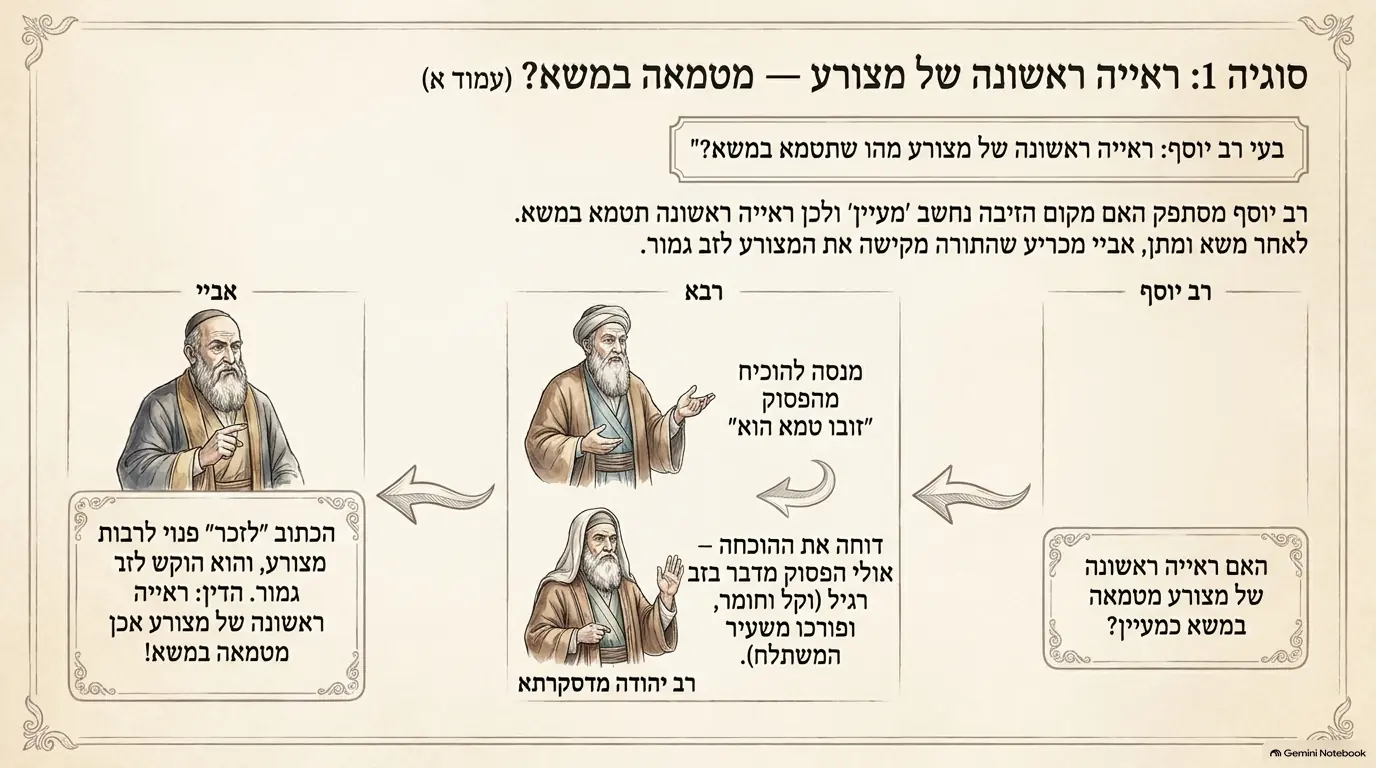 סוגיה 1: ראייה ראשונה של מצורע — מטמאה במשא? (עמוד א)
בעי רב יוסף: ראייה ראשונה של מצורע מהו שתטמא במשא?"
רב יוסף מסתפק האם מקום הזיבה נחשב 'מעיין' ולכן ראייה ראשונה תטמא במשא.
לאחר משא ומתן, אביי מכריע שהתורה מקישה את המצורע לזב גמור.
רב יוסף
האם ראייה ראשונה
של מצורע מטמאה
במשא כמעיין?
רבא
מנסה להוכיח
מהפסוק
"זובו טמא הוא"
דוחה את ההוכחה –
אולי הפסוק מדבר בזב
רגיל (וקל וחומר,
ופורכו משעיר
המשתלח).
רב יהודה מדסקרתא
אביי
הכתוב "לזכר" פנוי לרבות
מצורע, והוא הוקש לזב
גמור. הדין: ראייה
ראשונה של מצורע אכן
מטמאה במשא!
Gemini Notebook